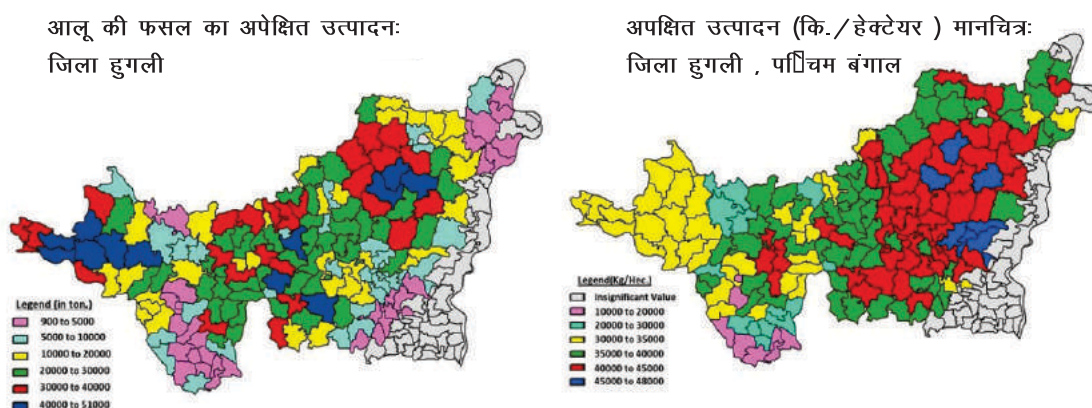 आलू की फसल का अपेक्षित उत्पादनः
जिला हुगली
Legend (in ton.)
900 to 5000
5000 to 10000
10000 to 20000
20000 to 30000
30000 to 40000
40000 to 51000
अपक्षित उत्पादन (कि./हेक्टेयर ) मानचित्रः
जिला हुगली , पश्चिम बंगाल
Legend(Kg/Hec.)
Insignificant Value
10000 to 20000
20000 to 30000
30000 to 35000
35000 to 40000
40000 to 45000
45000 to 48000